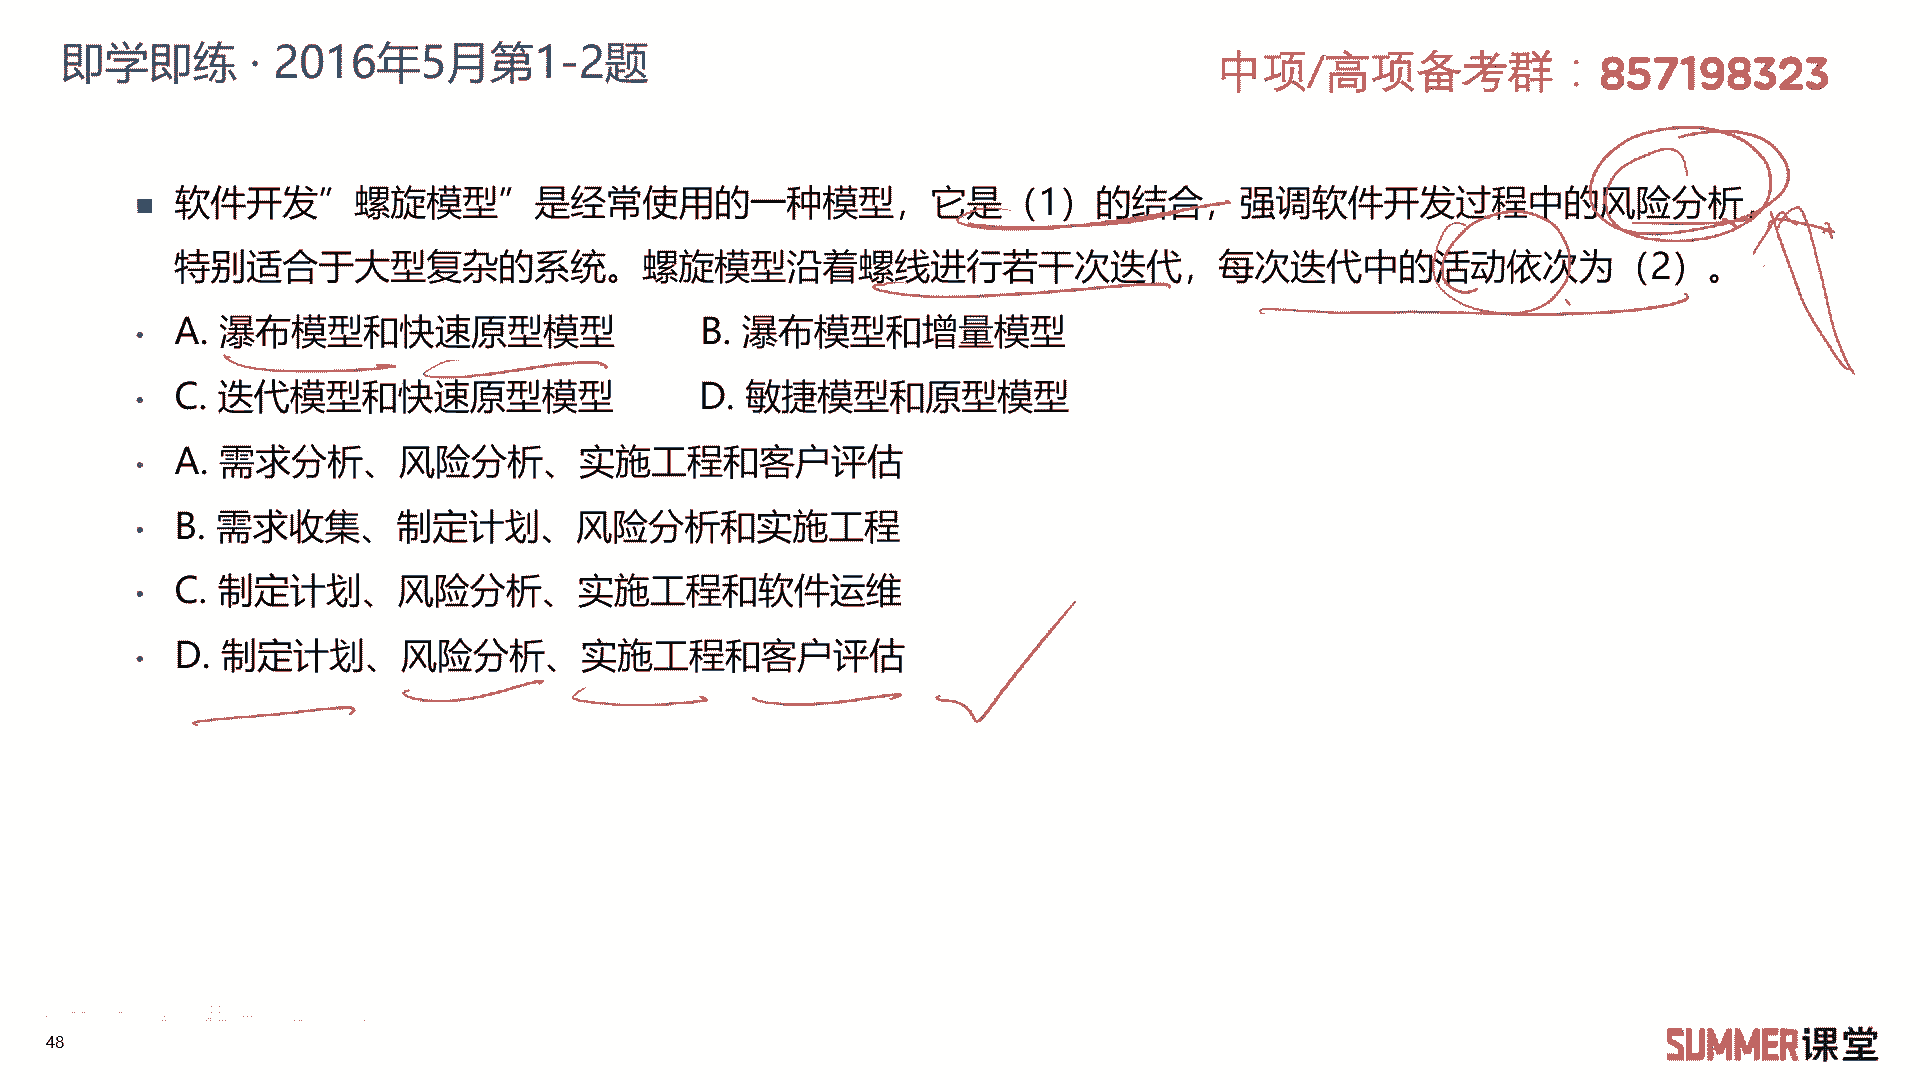 即学即练 · 2016年5月第1-2题
中项/高项备考群：857198323
■ 软件开发”螺旋模型”是经常使用的一种模型，它是（1）的结合，强调软件开发过程中的风险分析，
特别适合于大型复杂的系统。螺旋模型沿着螺线进行若干次迭代，每次迭代中的活动依次为（2）。
• A. 瀑布模型和快速原型模型 B. 瀑布模型和增量模型
• C. 迭代模型和快速原型模型 D. 敏捷模型和原型模型
• A. 需求分析、风险分析、实施工程和客户评估
• B. 需求收集、制定计划、风险分析和实施工程
• C. 制定计划、风险分析、实施工程和软件运维
• D. 制定计划、风险分析、实施工程和客户评估
48
SUMMER课堂